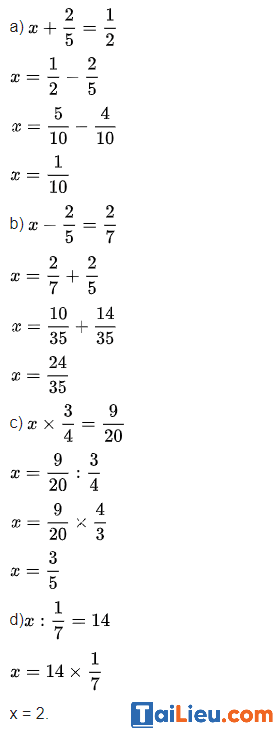 a) x + 2/5 = 1/2
x = 1/2 − 2/5
x = 5/10 − 4/10
x = 1/10
b) x − 2/5 = 2/7
x = 2/7 + 2/5
x = 10/35 + 14/35
x = 24/35
c) x × 3/4 = 9/20
x = 9/20 : 3/4
x = 9/20 × 4/3
x = 3/5
d)x : 1/7 = 14
x = 14 × 1/7
x = 2.
TaiLieu.com